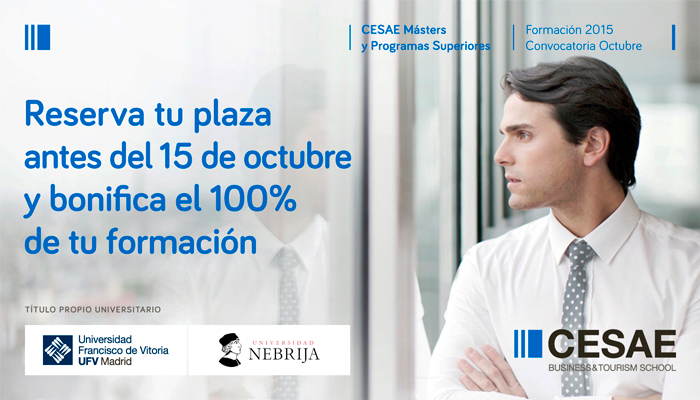 CESAE Másters
y Programas Superiores
Formación 2015
Convocatoria Octubre
Reserva tu plaza
antes del 15 de octubre
y bonifica el 100%
de tu formación
TÍTULO PROPIO UNIVERSITARIO
Universidad
Francisco de Vitoria
UFV Madrid
UNIVERSIDAD
NEBRIJA
CESAE
BUSINESS&TOURISM SCHOOL